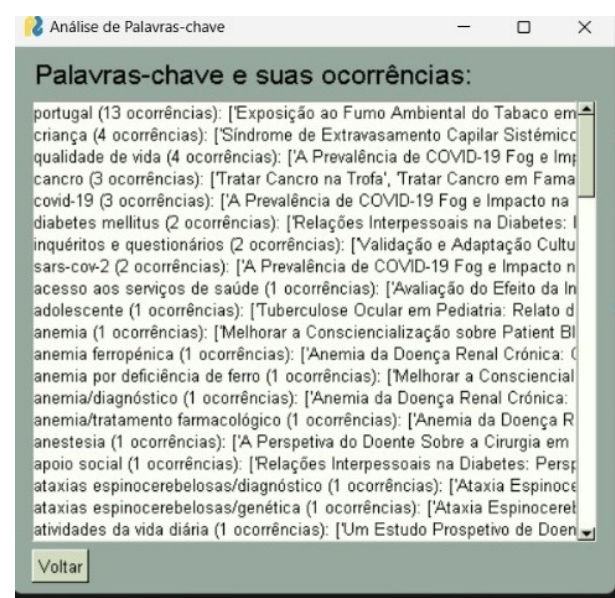 Análise de Palavras-chave
Palavras-chave e suas ocorrências:
portugal (13 ocorrências): ['Exposição ao Fumo Ambiental do Tabaco em
criança (4 ocorrências): ['Síndrome de Extravasamento Capilar Sistémico
qualidade de vida (4 ocorrências): ['A Prevalência de COVID-19 Fog e Imp
cancro (3 ocorrências): ['Tratar Cancro na Trofa', 'Tratar Cancro em Fama
covid-19 (3 ocorrências): ['A Prevalência de COVID-19 Fog e Impacto na
diabetes mellitus (2 ocorrências): ['Relações Interpessoais na Diabetes: 
inquéritos e questionários (2 ocorrências): ['Validação e Adaptação Cultu
sars-cov-2 (2 ocorrências): ['A Prevalência de COVID-19 Fog e Impacto n
acesso aos serviços de saúde (1 ocorrências): ['Avaliação do Efeito da In
adolescente (1 ocorrências): ['Tuberculose Ocular em Pediatria: Relato d
anemia (1 ocorrências): ['Melhorar a Consciencialização sobre Patient Bl
anemia ferropénica (1 ocorrências): ['Anemia da Doença Renal Crónica: (
anemia por deficiência de ferro (1 ocorrências): ['Melhorar a Consciencial
anemia/diagnóstico (1 ocorrências): ['Anemia da Doença Renal Crónica:
anemia/tratamento farmacológico (1 ocorrências): ['Anemia da Doença R
anestesia (1 ocorrências): ['A Perspetiva do Doente Sobre a Cirurgia em
apoio social (1 ocorrências): ['Relações Interpessoais na Diabetes: Persp
ataxias espinocerebelosas/diagnóstico (1 ocorrências): ['Ataxia Espinoce
ataxias espinocerebelosas/genética (1 ocorrências): ['Ataxia Espinocerebe
atividades da vida diária (1 ocorrências): ['Um Estudo Prospetivo de Doen
Voltar